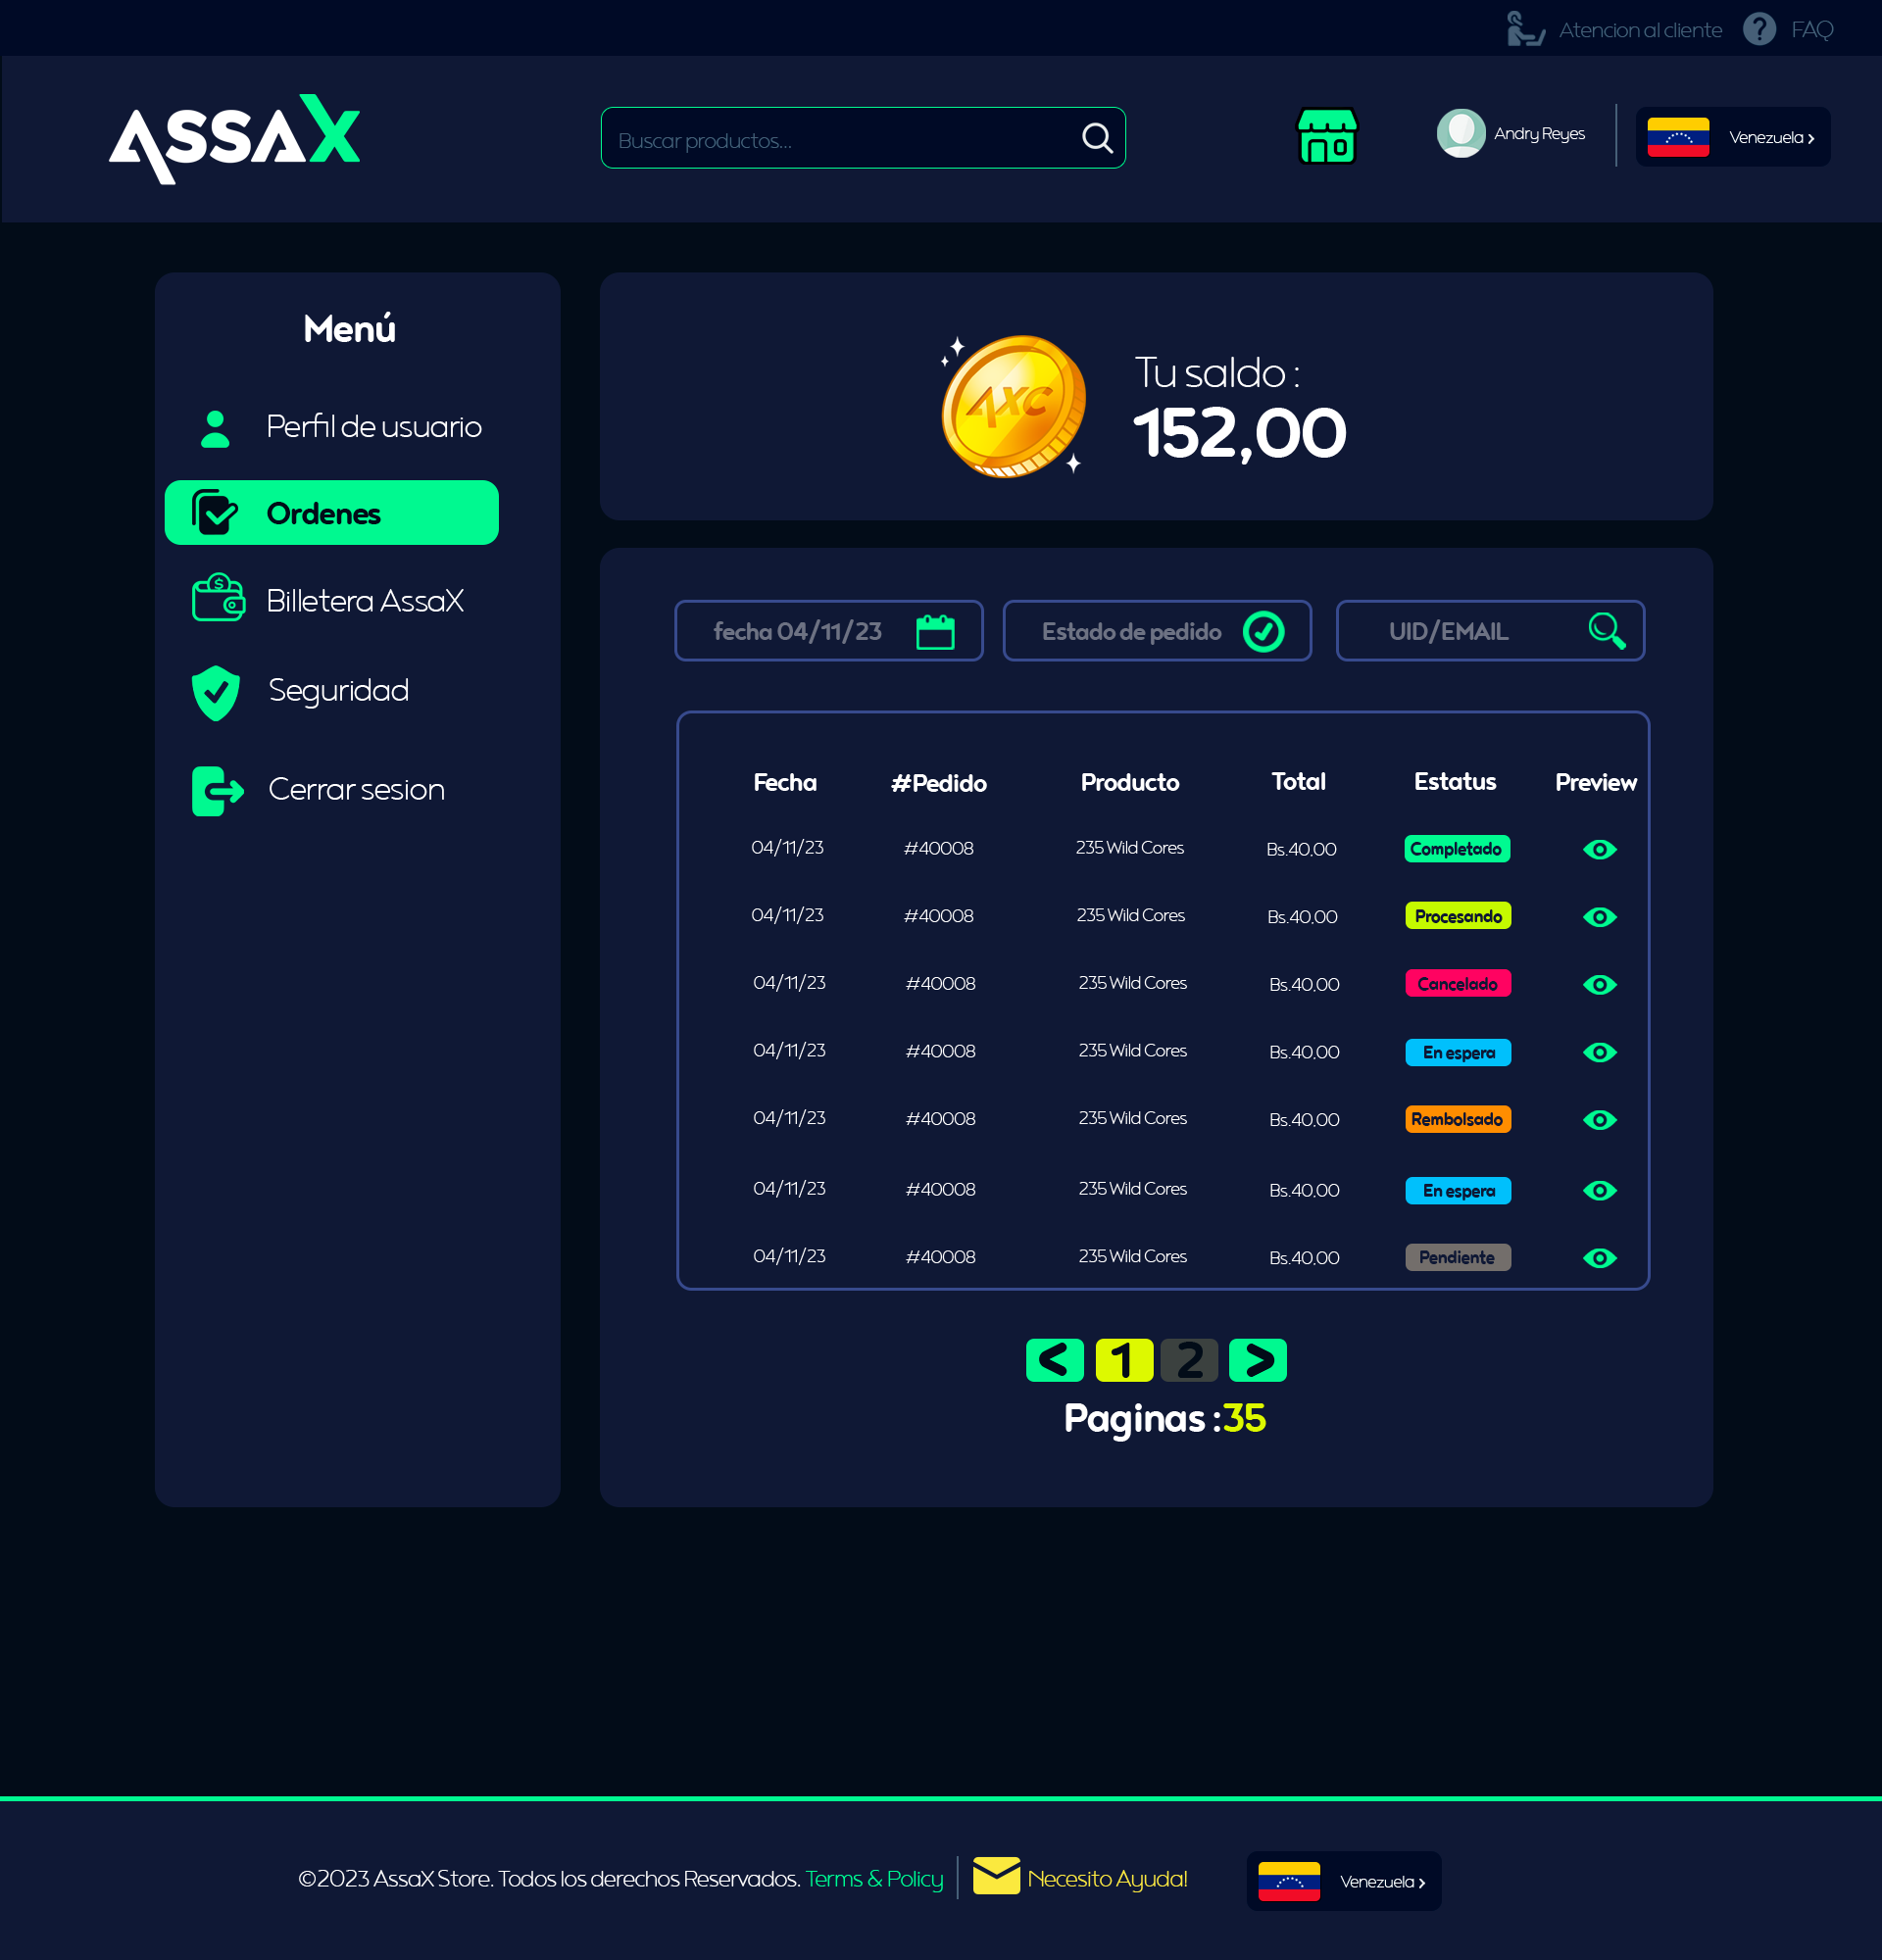 Atencion al cliente
FAQ
ASSAX
Buscar productos...
Andry Reyes
Venezuela ›
Menú
Perfil de usuario
Ordenes
Billetera AssaX
Seguridad
Cerrar sesion
AXC
Tu saldo :
152,00
fecha 04/11/23
Estado de pedido
UID/EMAIL
Fecha #Pedido Producto Total Estatus Preview
04/11/23 #40008 235 Wild Cores Bs.40,00 Completado
04/11/23 #40008 235 Wild Cores Bs.40,00 Procesando
04/11/23 #40008 235 Wild Cores Bs.40,00 Cancelado
04/11/23 #40008 235 Wild Cores Bs.40,00 En espera
04/11/23 #40008 235 Wild Cores Bs.40,00 Rembolsado
04/11/23 #40008 235 Wild Cores Bs.40,00 En espera
04/11/23 #40008 235 Wild Cores Bs.40,00 Pendiente
< 1 2 >
Paginas :35
©2023 AssaX Store. Todos los derechos Reservados. Terms & Policy
Necesito Ayuda!
Venezuela ›